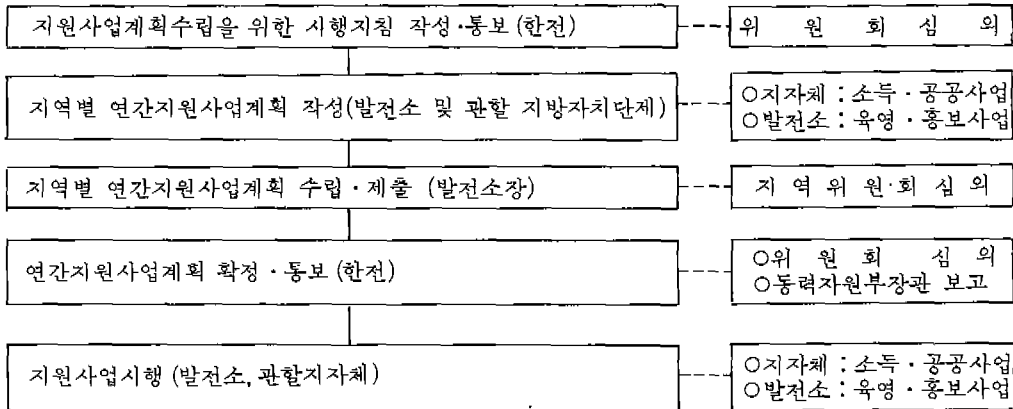 지원사업계획수립을 위한 시행지침 작성·통보(한전)
위 원 회 심 의
지역별 연간지원사업계획 작성(발전소 및 관할 지방자치단체)
○지자체 : 소득·공공사업
○발전소 : 육영·홍보사업
지역별 연간지원사업계획 수립·제출 (발전소장)
지 역 위 원·회 심 의
연간지원사업계획 확정·통보(한전)
○위 원 회 심 의
○동력자원부장관 보고
지원사업시행(발전소, 관할지자체)
○지자체 : 소득·공공사업
○발전소 : 육영·홍보사업